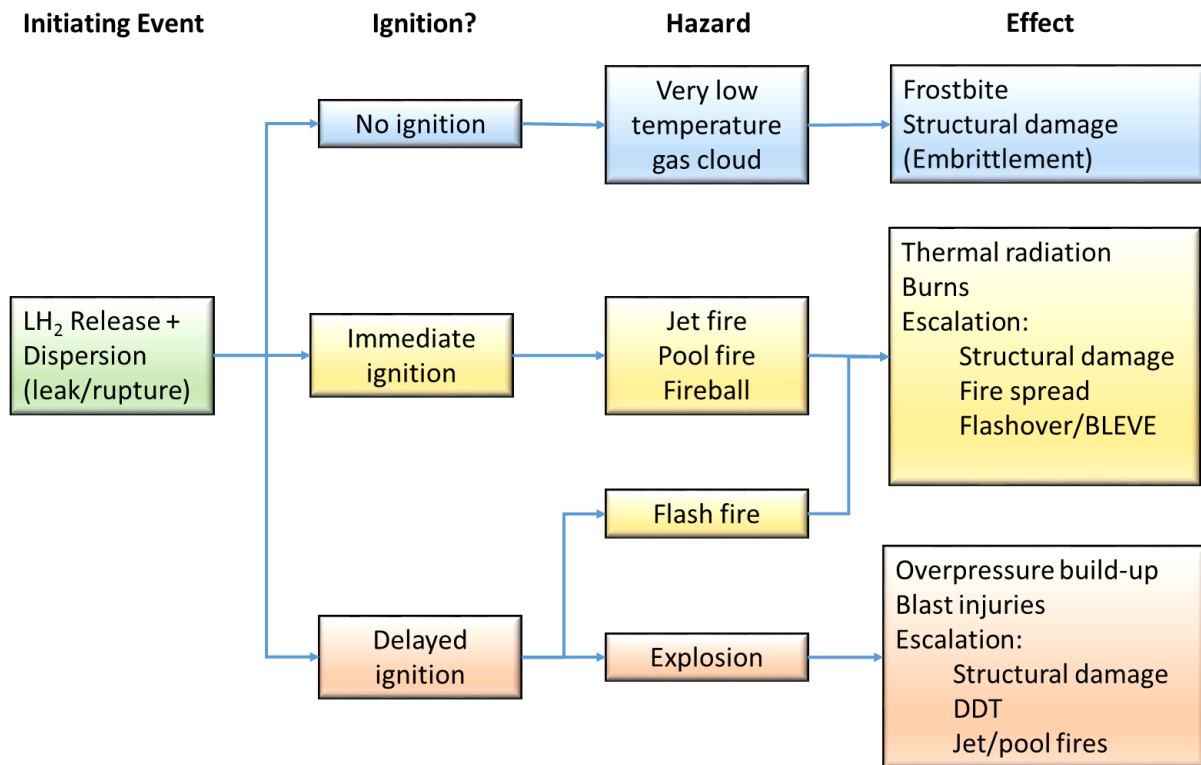 Initiating Event
Ignition?
Hazard
Effect
No ignition
Very low
temperature
gas cloud
Frostbite
Structural damage
(Embrittlement)
LH₂ Release +
Dispersion
(leak/rupture)
Immediate
ignition
Jet fire
Pool fire
Fireball
Thermal radiation
Burns
Escalation:
Structural damage
Fire spread
Flashover/BLEVE
Flash fire
Delayed
ignition
Explosion
Overpressure build-up
Blast injuries
Escalation:
Structural damage
DDT
Jet/pool fires